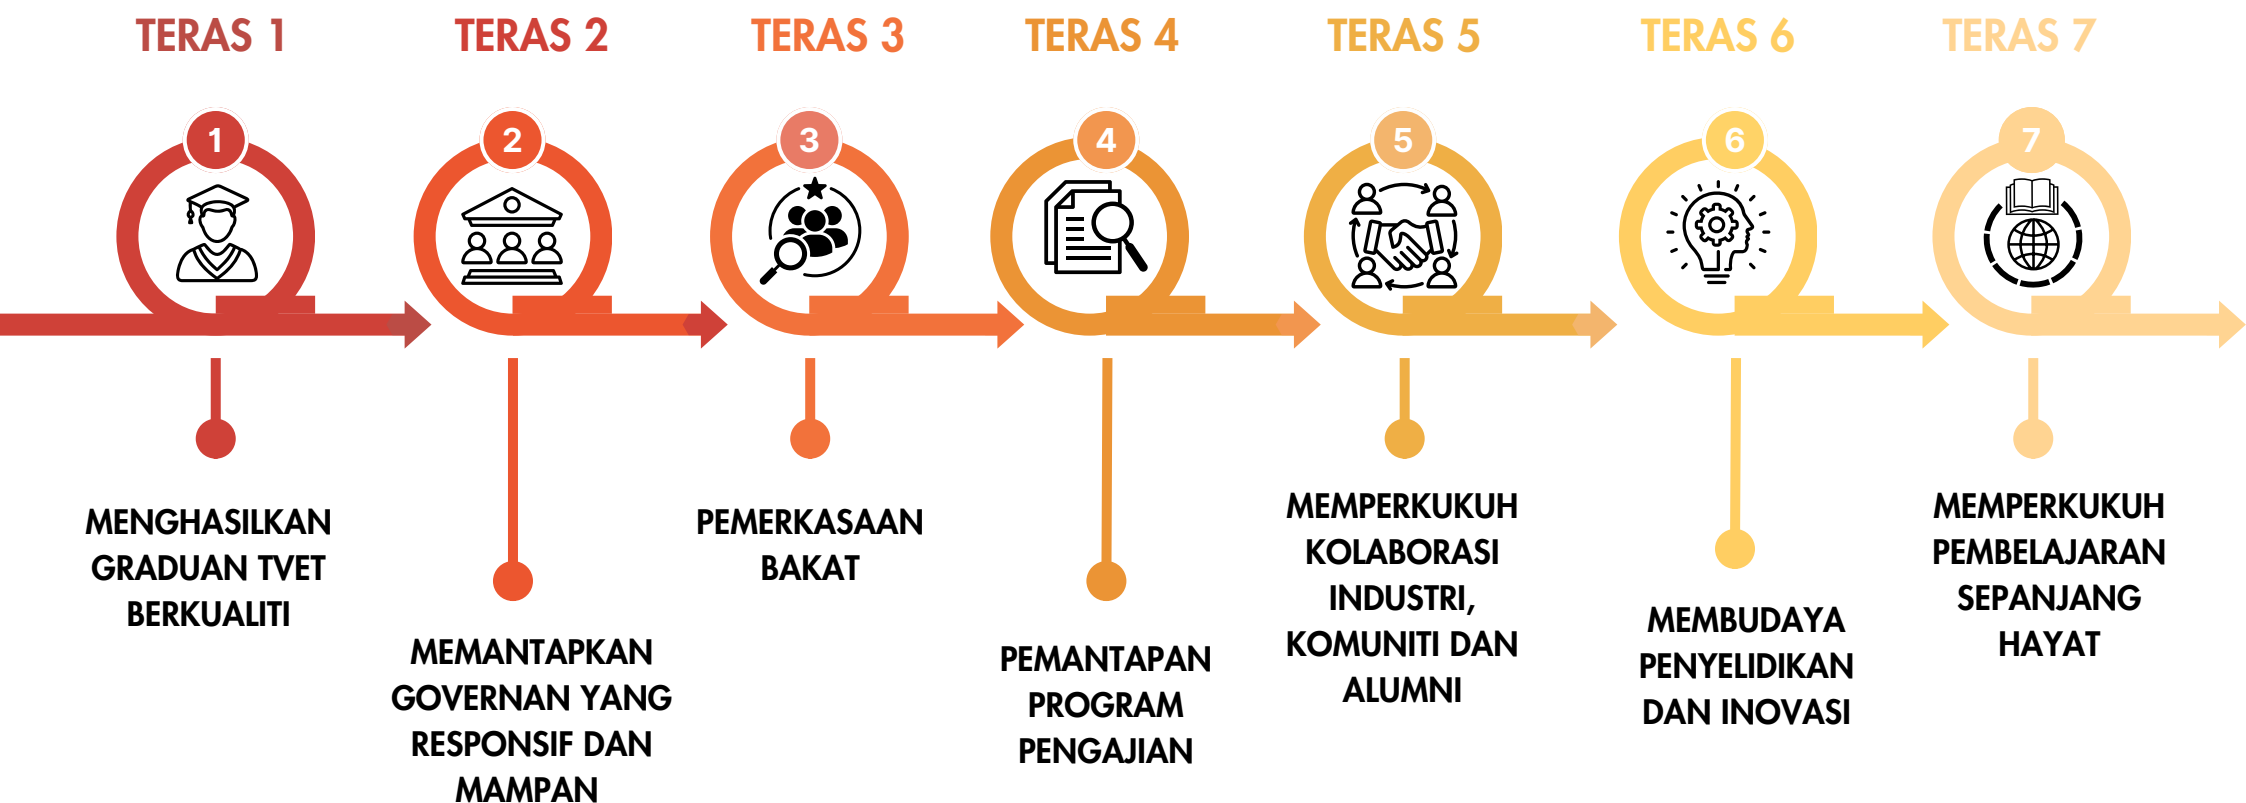 TERAS 1
TERAS 2
TERAS 3
TERAS 4
TERAS 5
TERAS 6
TERAS 7
1
2
3
4
5
6
7
MENGHASILKAN
GRADUAN TVET
BERKUALITI
MEMANTAPKAN
GOVERNAN YANG
RESPONSIF DAN
MAMPAN
PEMERKASAAN
BAKAT
PEMANTAPAN
PROGRAM
PENGAJIAN
MEMPERKUKUH
KOLABORASI
INDUSTRI,
KOMUNITI DAN
ALUMNI
MEMBUDAYA
PENYELIDIKAN
DAN INOVASI
MEMPERKUKUH
PEMBELAJARAN
SEPANJANG
HAYAT